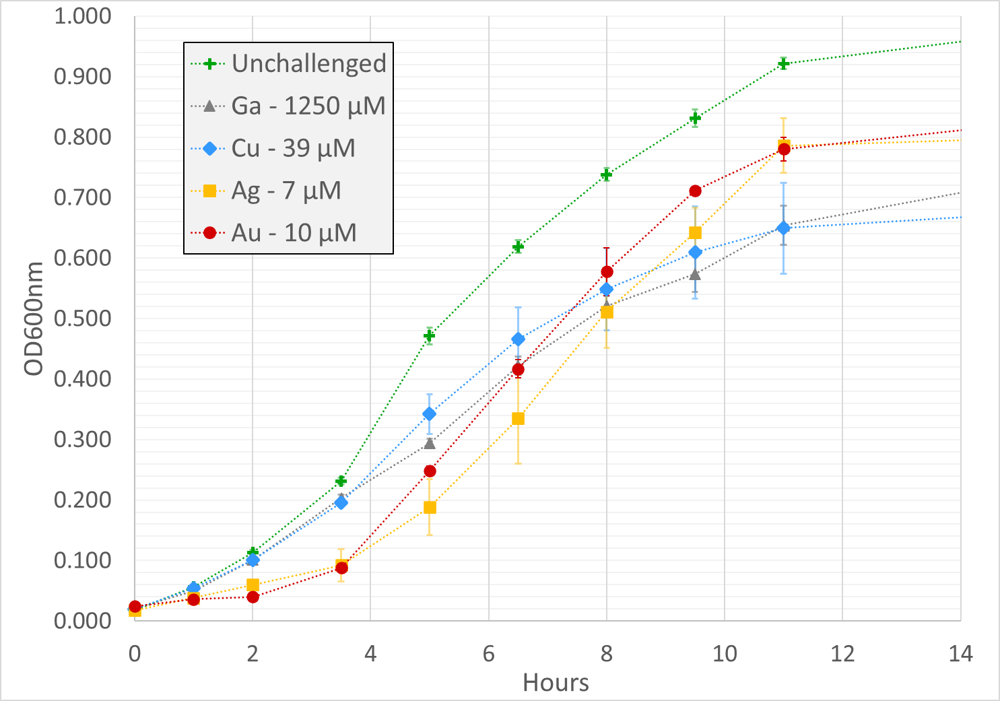 1.000
0.900
0.800
0.700
0.600
0.500
0.400
0.300
0.200
0.100
0.000
OD600nm
Unchallenged
Ga - 1250 µM
Cu - 39 µM
Ag - 7 µM
Au - 10 µM
0 2 4 6 8 10 12 14
Hours